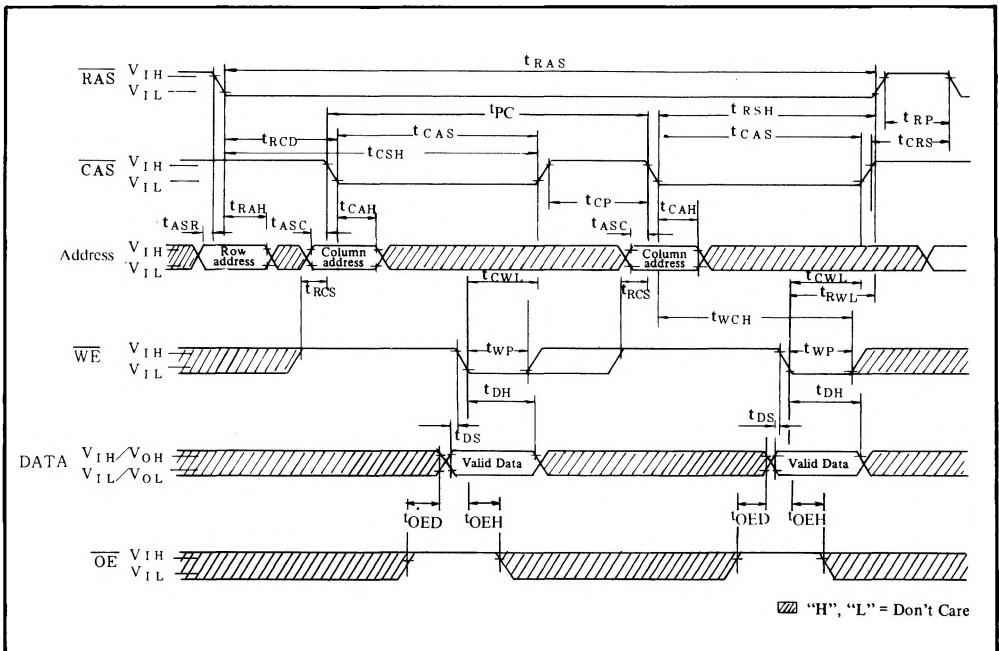 tRAS
RAS VIH
VIL
tPC tRSH
tRCD tCAS tCAS tRP
tCSH tCRS
CAS VIH
VIL
tCP
tRAH tCAH tCAH
tASR tASC tASC
Address VIH Row address Column address Column address
VIL
tCWL tCWL
tRCS tRCS tRWL
tWCH
WE VIH tWP tWP
VIL
tDH tDH
tDS tDS
DATA VIH/VOH
VIL/VOL Valid Data Valid Data
tOED tOEH tOED tOEH
OE VIH
VIL
"H", "L" = Don't Care